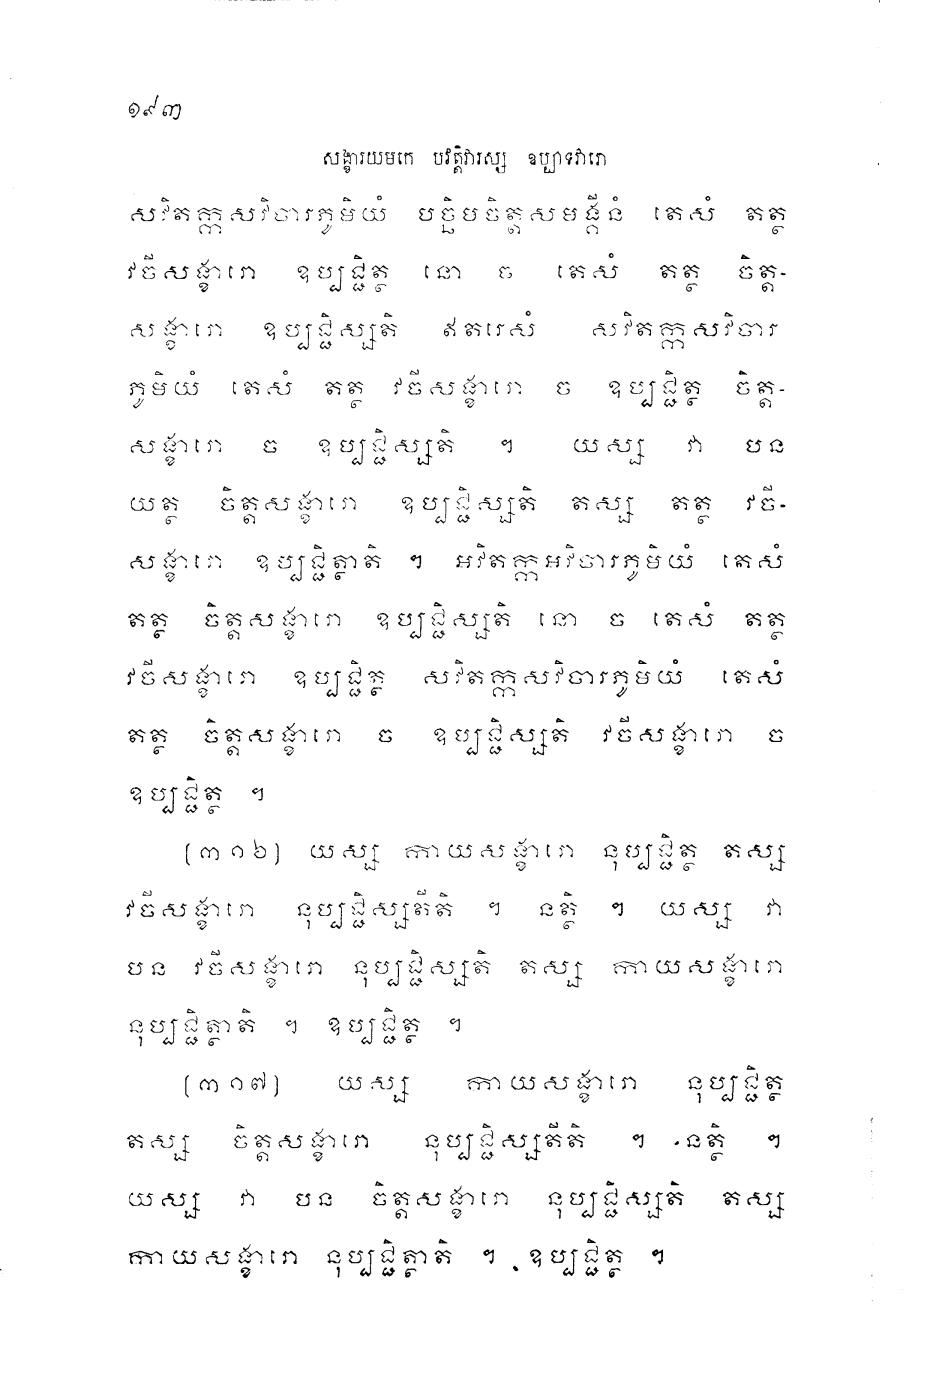 ១៩៣
សង្ខារយមកេ បវត្តិវារស្ស ឧប្បាទវារោ
សវិតក្កសវិចារភូមិយំ បច្ឆិមចិត្តសមង្គីនំ តេសំ តត្ថ
វចីសង្ខារោ ឧប្បជ្ជិត្ថ នោ ច តេសំ តត្ថ ចិត្ត-
សង្ខារោ ឧប្បជ្ជិស្សតិ ឥតរេសំ សវិតក្កសវិចារ
ភូមិយំ តេសំ តត្ថ វចីសង្ខារោ ច ឧប្បជ្ជិត្ថ ចិត្ត-
សង្ខារោ ច ឧប្បជ្ជិស្សតិ ។ យស្ស វា បន
យត្ថ ចិត្តសង្ខារោ ឧប្បជ្ជិស្សតិ តស្ស តត្ថ វចី-
សង្ខារោ ឧប្បជ្ជិត្ថាតិ ។ អវិតក្កអវិចារភូមិយំ តេសំ
តត្ថ ចិត្តសង្ខារោ ឧប្បជ្ជិស្សតិ នោ ច តេសំ តត្ថ
វចីសង្ខារោ ឧប្បជ្ជិត្ថ សវិតក្កសវិចារភូមិយំ តេសំ
តត្ថ ចិត្តសង្ខារោ ច ឧប្បជ្ជិស្សតិ វចីសង្ខារោ ច
ឧប្បជ្ជិត្ថ ។
(៣១៦) យស្ស កាយសង្ខារោ នុប្បជ្ជិត្ថ តស្ស
វចីសង្ខារោ នុប្បជ្ជិស្សតីតិ ។ នត្ថិ ។ យស្ស វា
បន វចីសង្ខារោ នុប្បជ្ជិស្សតិ តស្ស កាយសង្ខារោ
នុប្បជ្ជិត្ថាតិ ។ ឧប្បជ្ជិត្ថ ។
(៣១៧) យស្ស កាយសង្ខារោ នុប្បជ្ជិត្ថ
តស្ស ចិត្តសង្ខារោ នុប្បជ្ជិស្សតីតិ ។ នត្ថិ ។
យស្ស វា បន ចិត្តសង្ខារោ នុប្បជ្ជិស្សតិ តស្ស
កាយសង្ខារោ នុប្បជ្ជិត្ថាតិ ។ ឧប្បជ្ជិត្ថ ។